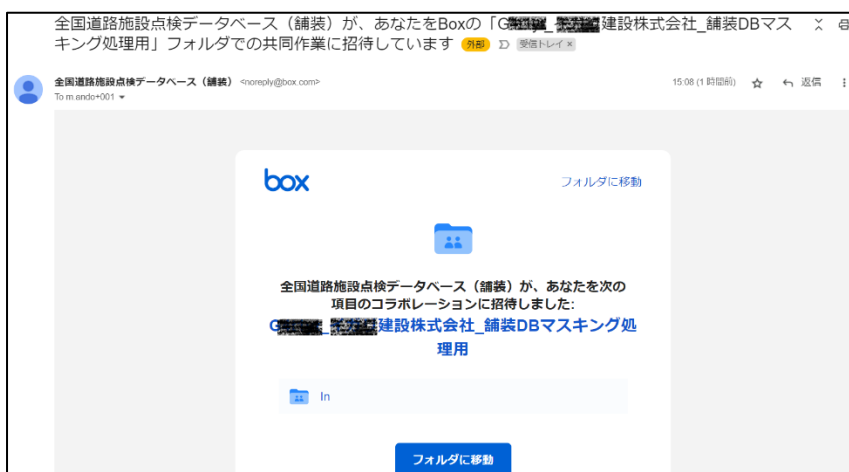 全国道路施設点検データベース（舗装）が、あなたをBoxの「G 建設株式会社_舗装DBマス
キング処理用」フォルダでの共同作業に招待しています 外部 受信トレイ ×
全国道路施設点検データベース（舗装） <noreply@box.com> 15:08 (1 時間前) 返信
To m.endo+001
box フォルダに移動
全国道路施設点検データベース（舗装）が、あなたを次の
項目のコラボレーションに招待しました:
G 建設株式会社_舗装DBマスキング処
理用
In
フォルダに移動